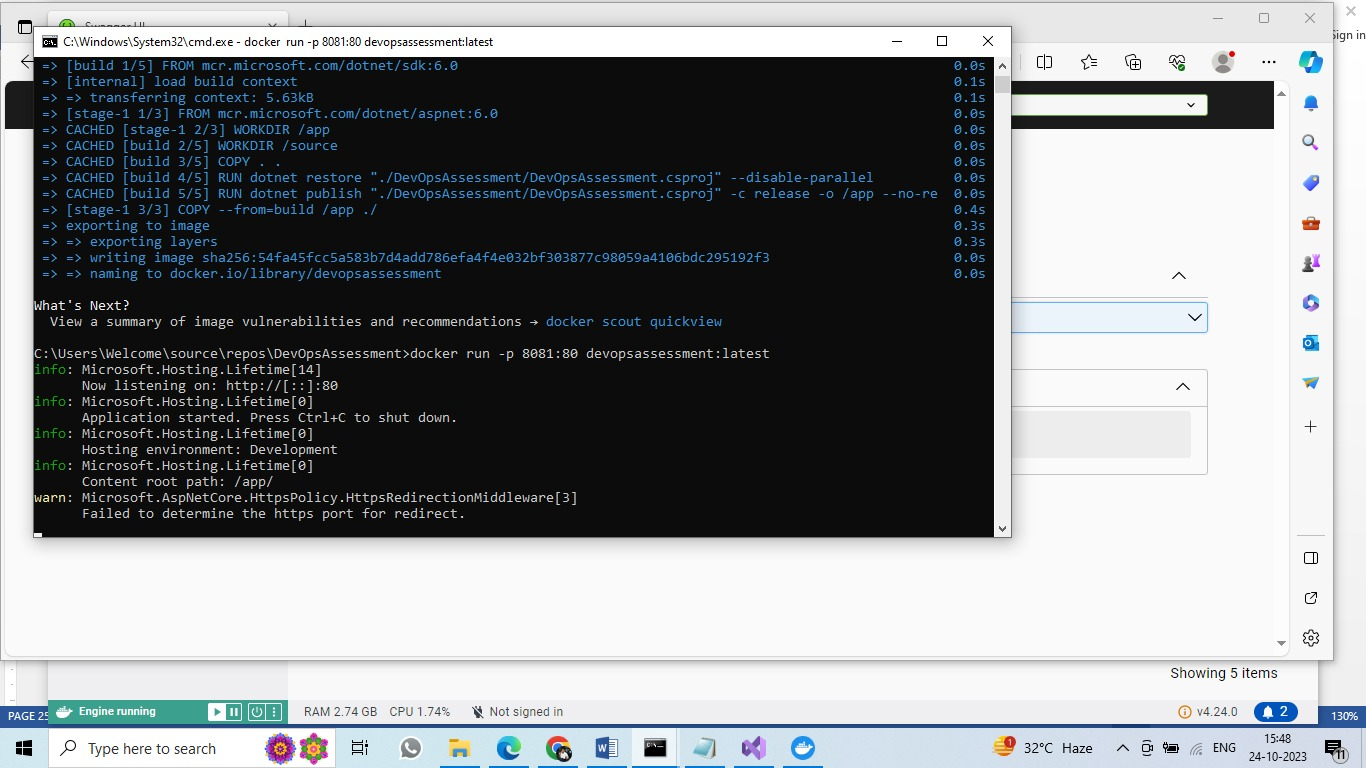 Swagger UI
C:\Windows\System32\cmd.exe - docker run -p 8081:80 devopsassessment:latest
Sign in
=> [build 1/5] FROM mcr.microsoft.com/dotnet/sdk:6.0 0.0s
=> [internal] load build context 0.1s
=> => transferring context: 5.63kB 0.1s
=> [stage-1 1/3] FROM mcr.microsoft.com/dotnet/aspnet:6.0 0.0s
=> CACHED [stage-1 2/3] WORKDIR /app 0.0s
=> CACHED [build 2/5] WORKDIR /source 0.0s
=> CACHED [build 3/5] COPY . . 0.0s
=> CACHED [build 4/5] RUN dotnet restore "./DevOpsAssessment/DevOpsAssessment.csproj" --disable-parallel 0.0s
=> CACHED [build 5/5] RUN dotnet publish "./DevOpsAssessment/DevOpsAssessment.csproj" -c release -o /app --no-re 0.0s
=> [stage-1 3/3] COPY --from=build /app ./ 0.4s
=> exporting to image 0.3s
=> => exporting layers 0.3s
=> => writing image sha256:54fa45fcc5a583b7d4add786efa4f4e032bf303877c98059a4106bdc295192f3 0.0s
=> => naming to docker.io/library/devopsassessment 0.0s
What's Next?
View a summary of image vulnerabilities and recommendations → docker scout quickview
C:\Users\Welcome\source\repos\DevOpsAssessment>docker run -p 8081:80 devopsassessment:latest
info: Microsoft.Hosting.Lifetime[14]
Now listening on: http://[::]:80
info: Microsoft.Hosting.Lifetime[0]
Application started. Press Ctrl+C to shut down.
info: Microsoft.Hosting.Lifetime[0]
Hosting environment: Development
info: Microsoft.Hosting.Lifetime[0]
Content root path: /app/
warn: Microsoft.AspNetCore.HttpsPolicy.HttpsRedirectionMiddleware[3]
Failed to determine the https port for redirect.
Showing 5 items
PAGE 25 Engine running RAM 2.74 GB CPU 1.74% Not signed in v4.24.0 2 130%
Type here to search 1 32°C Haze ENG 15:48
24-10-2023 11